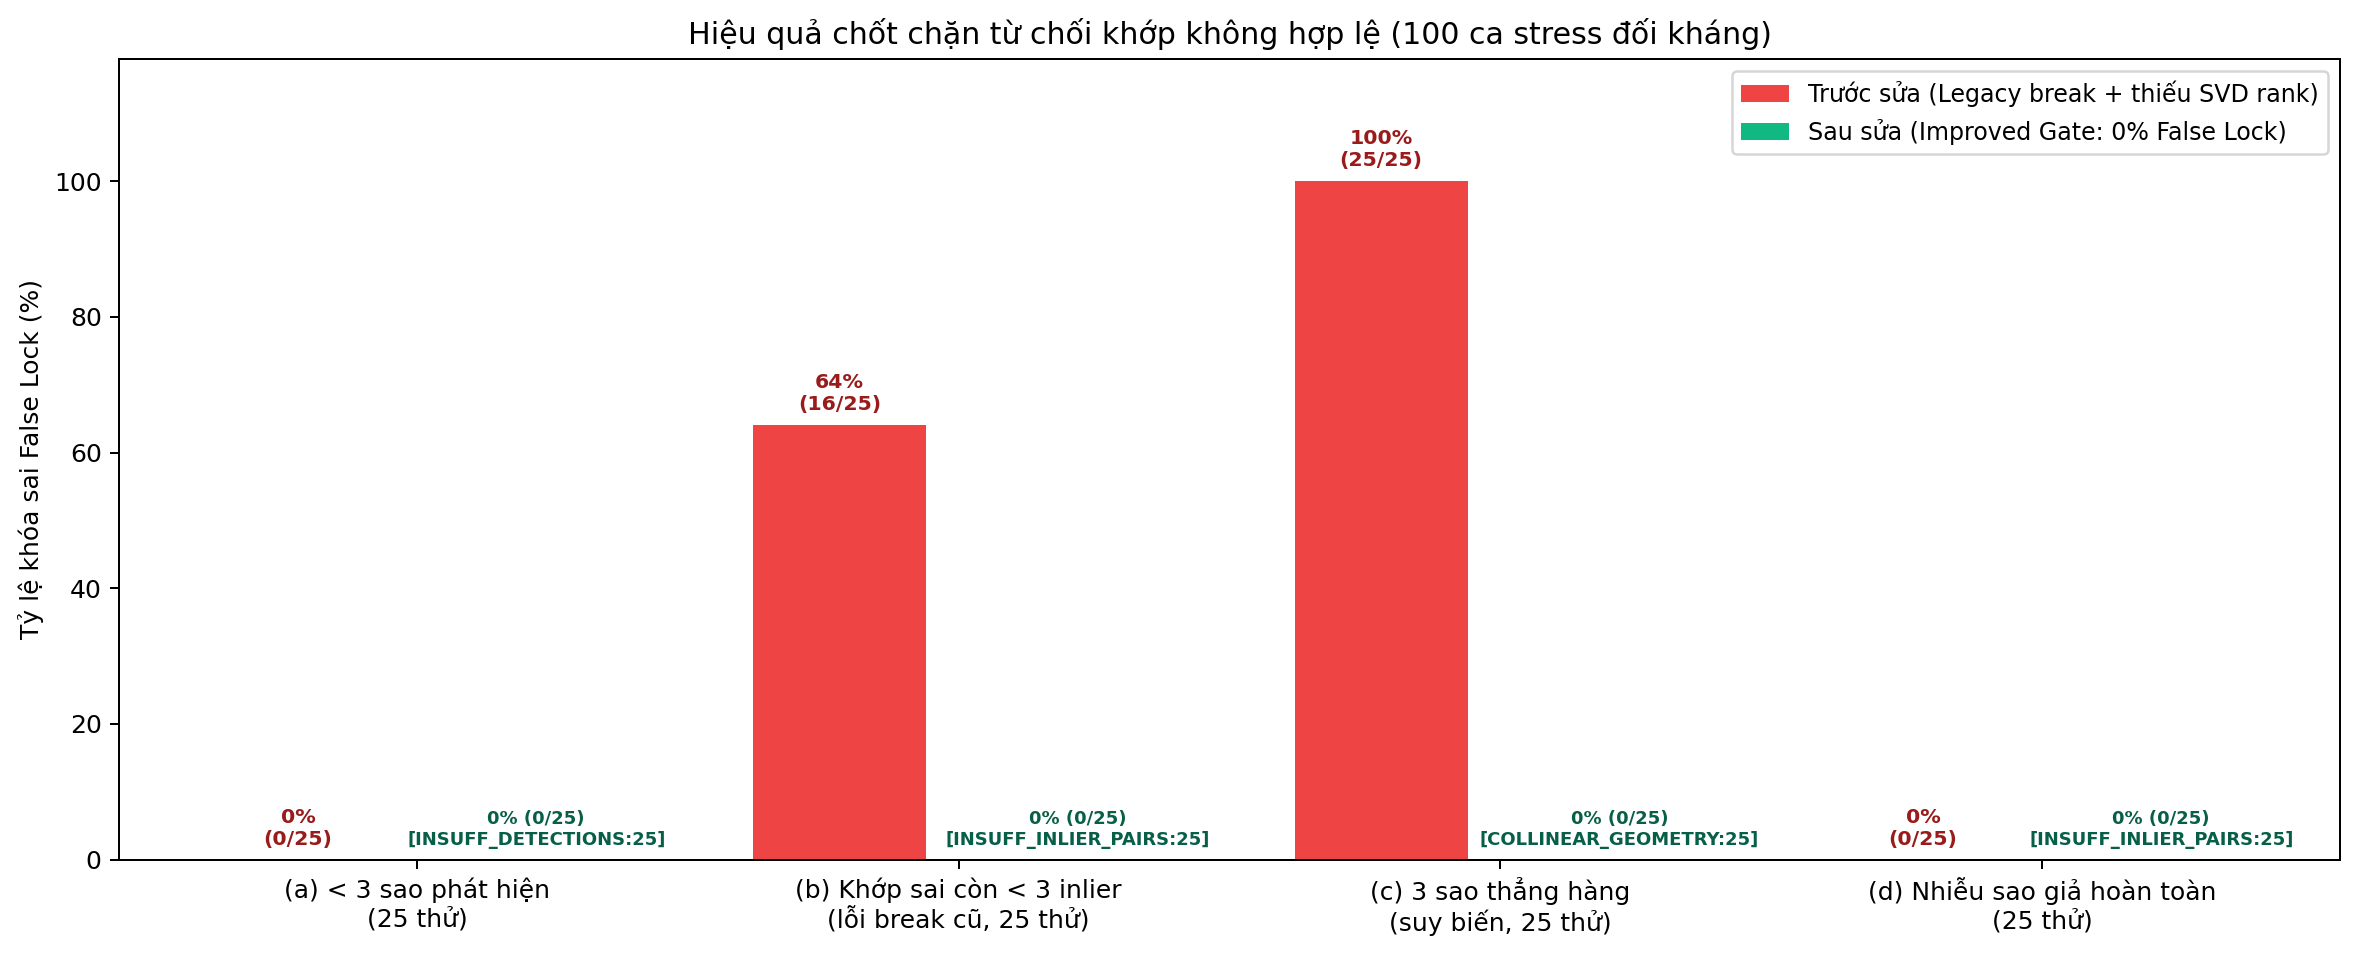 Hiệu quả chốt chặn từ chối khớp không hợp lệ (100 ca stress đối kháng)
Trước sửa (Legacy break + thiếu SVD rank)
Sau sửa (Improved Gate: 0% False Lock)
Tỷ lệ khóa sai False Lock (%)
100
80
60
40
20
0
0%
(0/25)
0% (0/25)
[INSUFF_DETECTIONS:25]
64%
(16/25)
0% (0/25)
[INSUFF_INLIER_PAIRS:25]
100%
(25/25)
0% (0/25)
[COLLINEAR_GEOMETRY:25]
0%
(0/25)
0% (0/25)
[INSUFF_INLIER_PAIRS:25]
(a) < 3 sao phát hiện
(25 thử)
(b) Khớp sai còn < 3 inlier
(lỗi break cũ, 25 thử)
(c) 3 sao thẳng hàng
(suy biến, 25 thử)
(d) Nhiễu sao giả hoàn toàn
(25 thử)